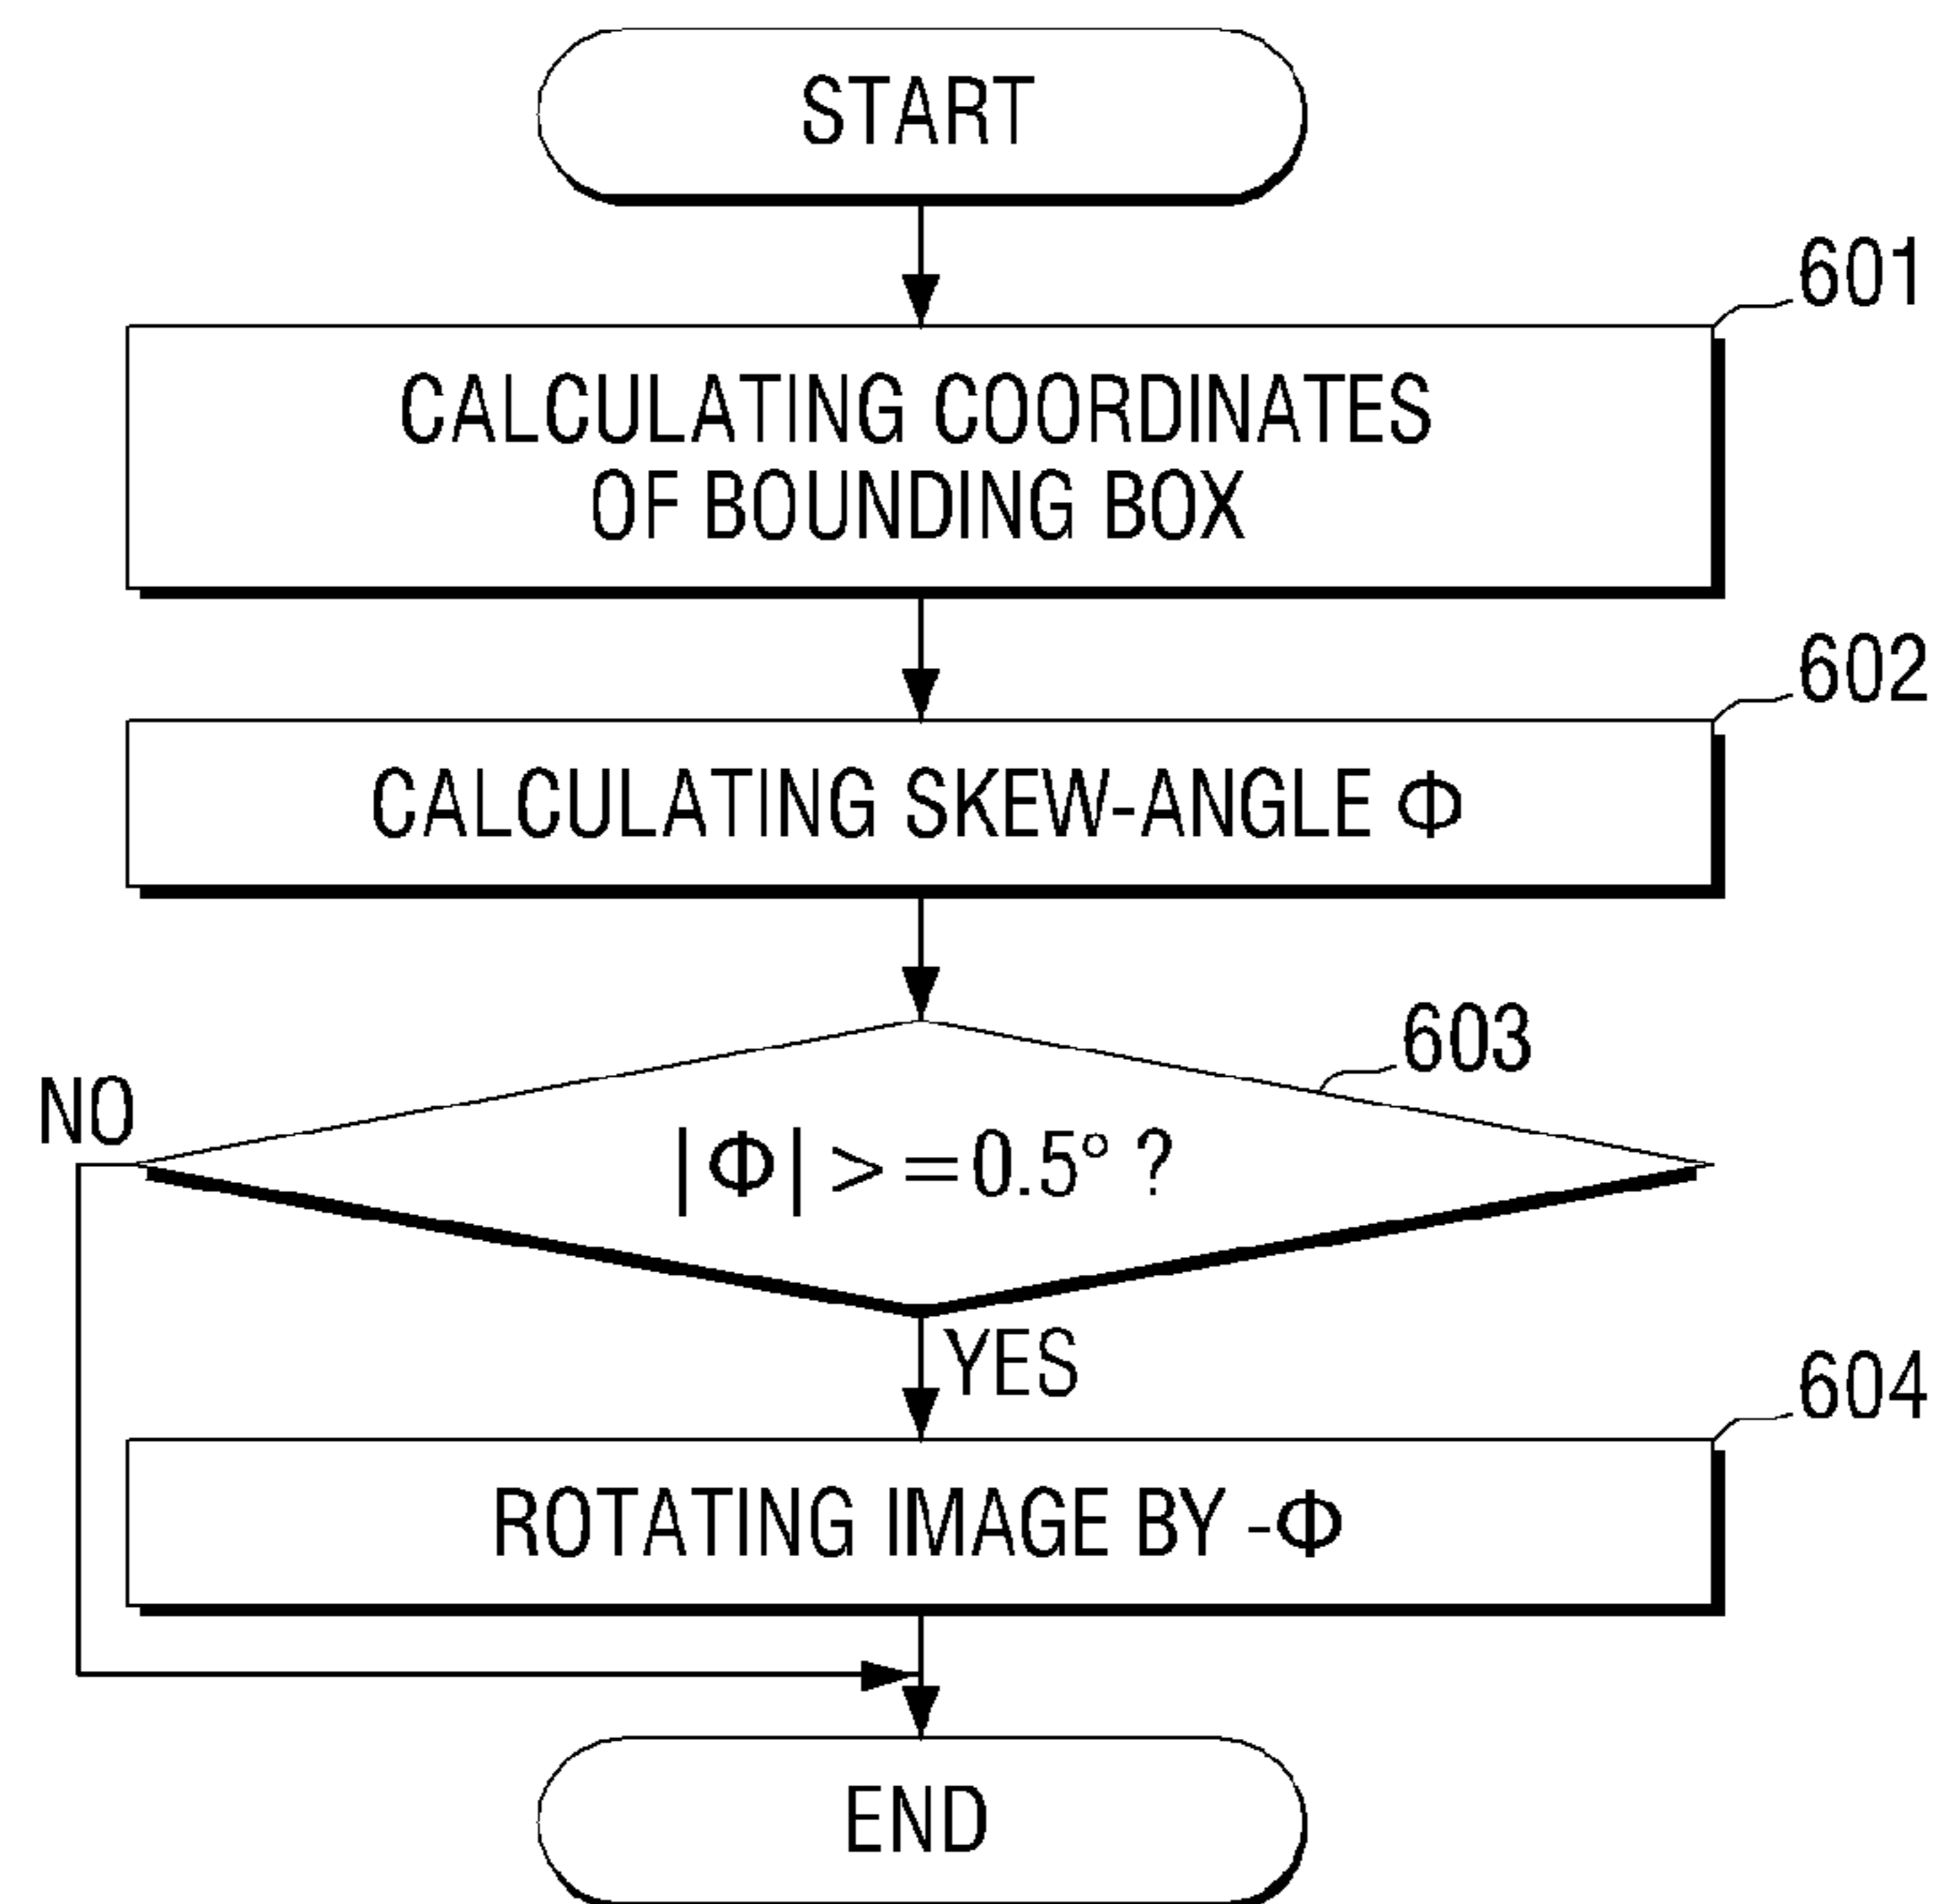 START
601
CALCULATING COORDINATES
OF BOUNDING BOX
602
CALCULATING SKEW-ANGLE Φ
603
NO
|Φ| > =0.5° ?
YES
604
ROTATING IMAGE BY -Φ
END